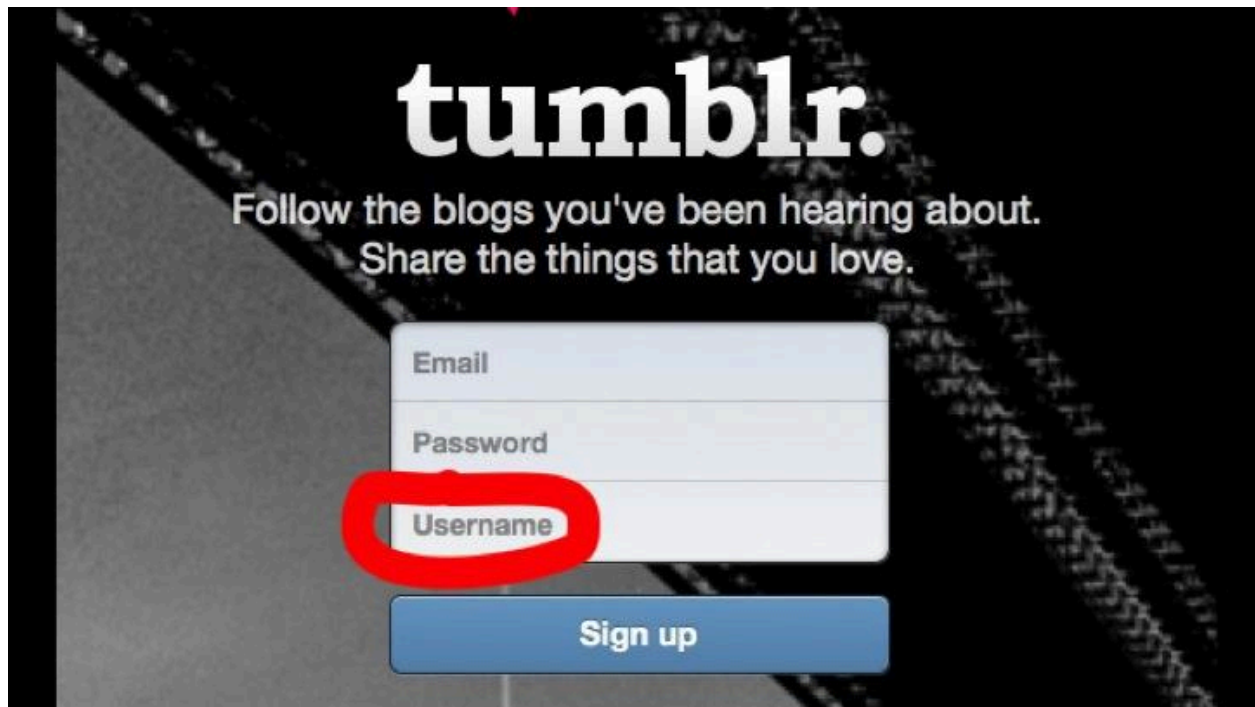 tumblr.
Follow the blogs you've been hearing about.
Share the things that you love.
Email
Password
Username
Sign up